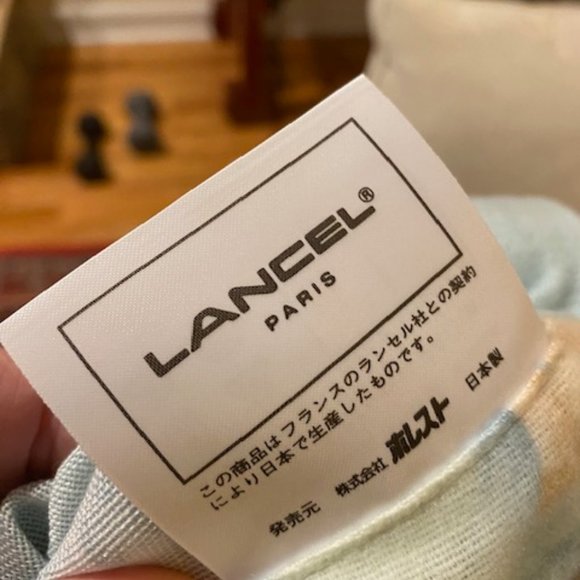 LANCEL®
PARIS
この商品はフランスのランセル社との契約
により日本で生産したものです。
発売元 株式会社 ホレスト 日本製